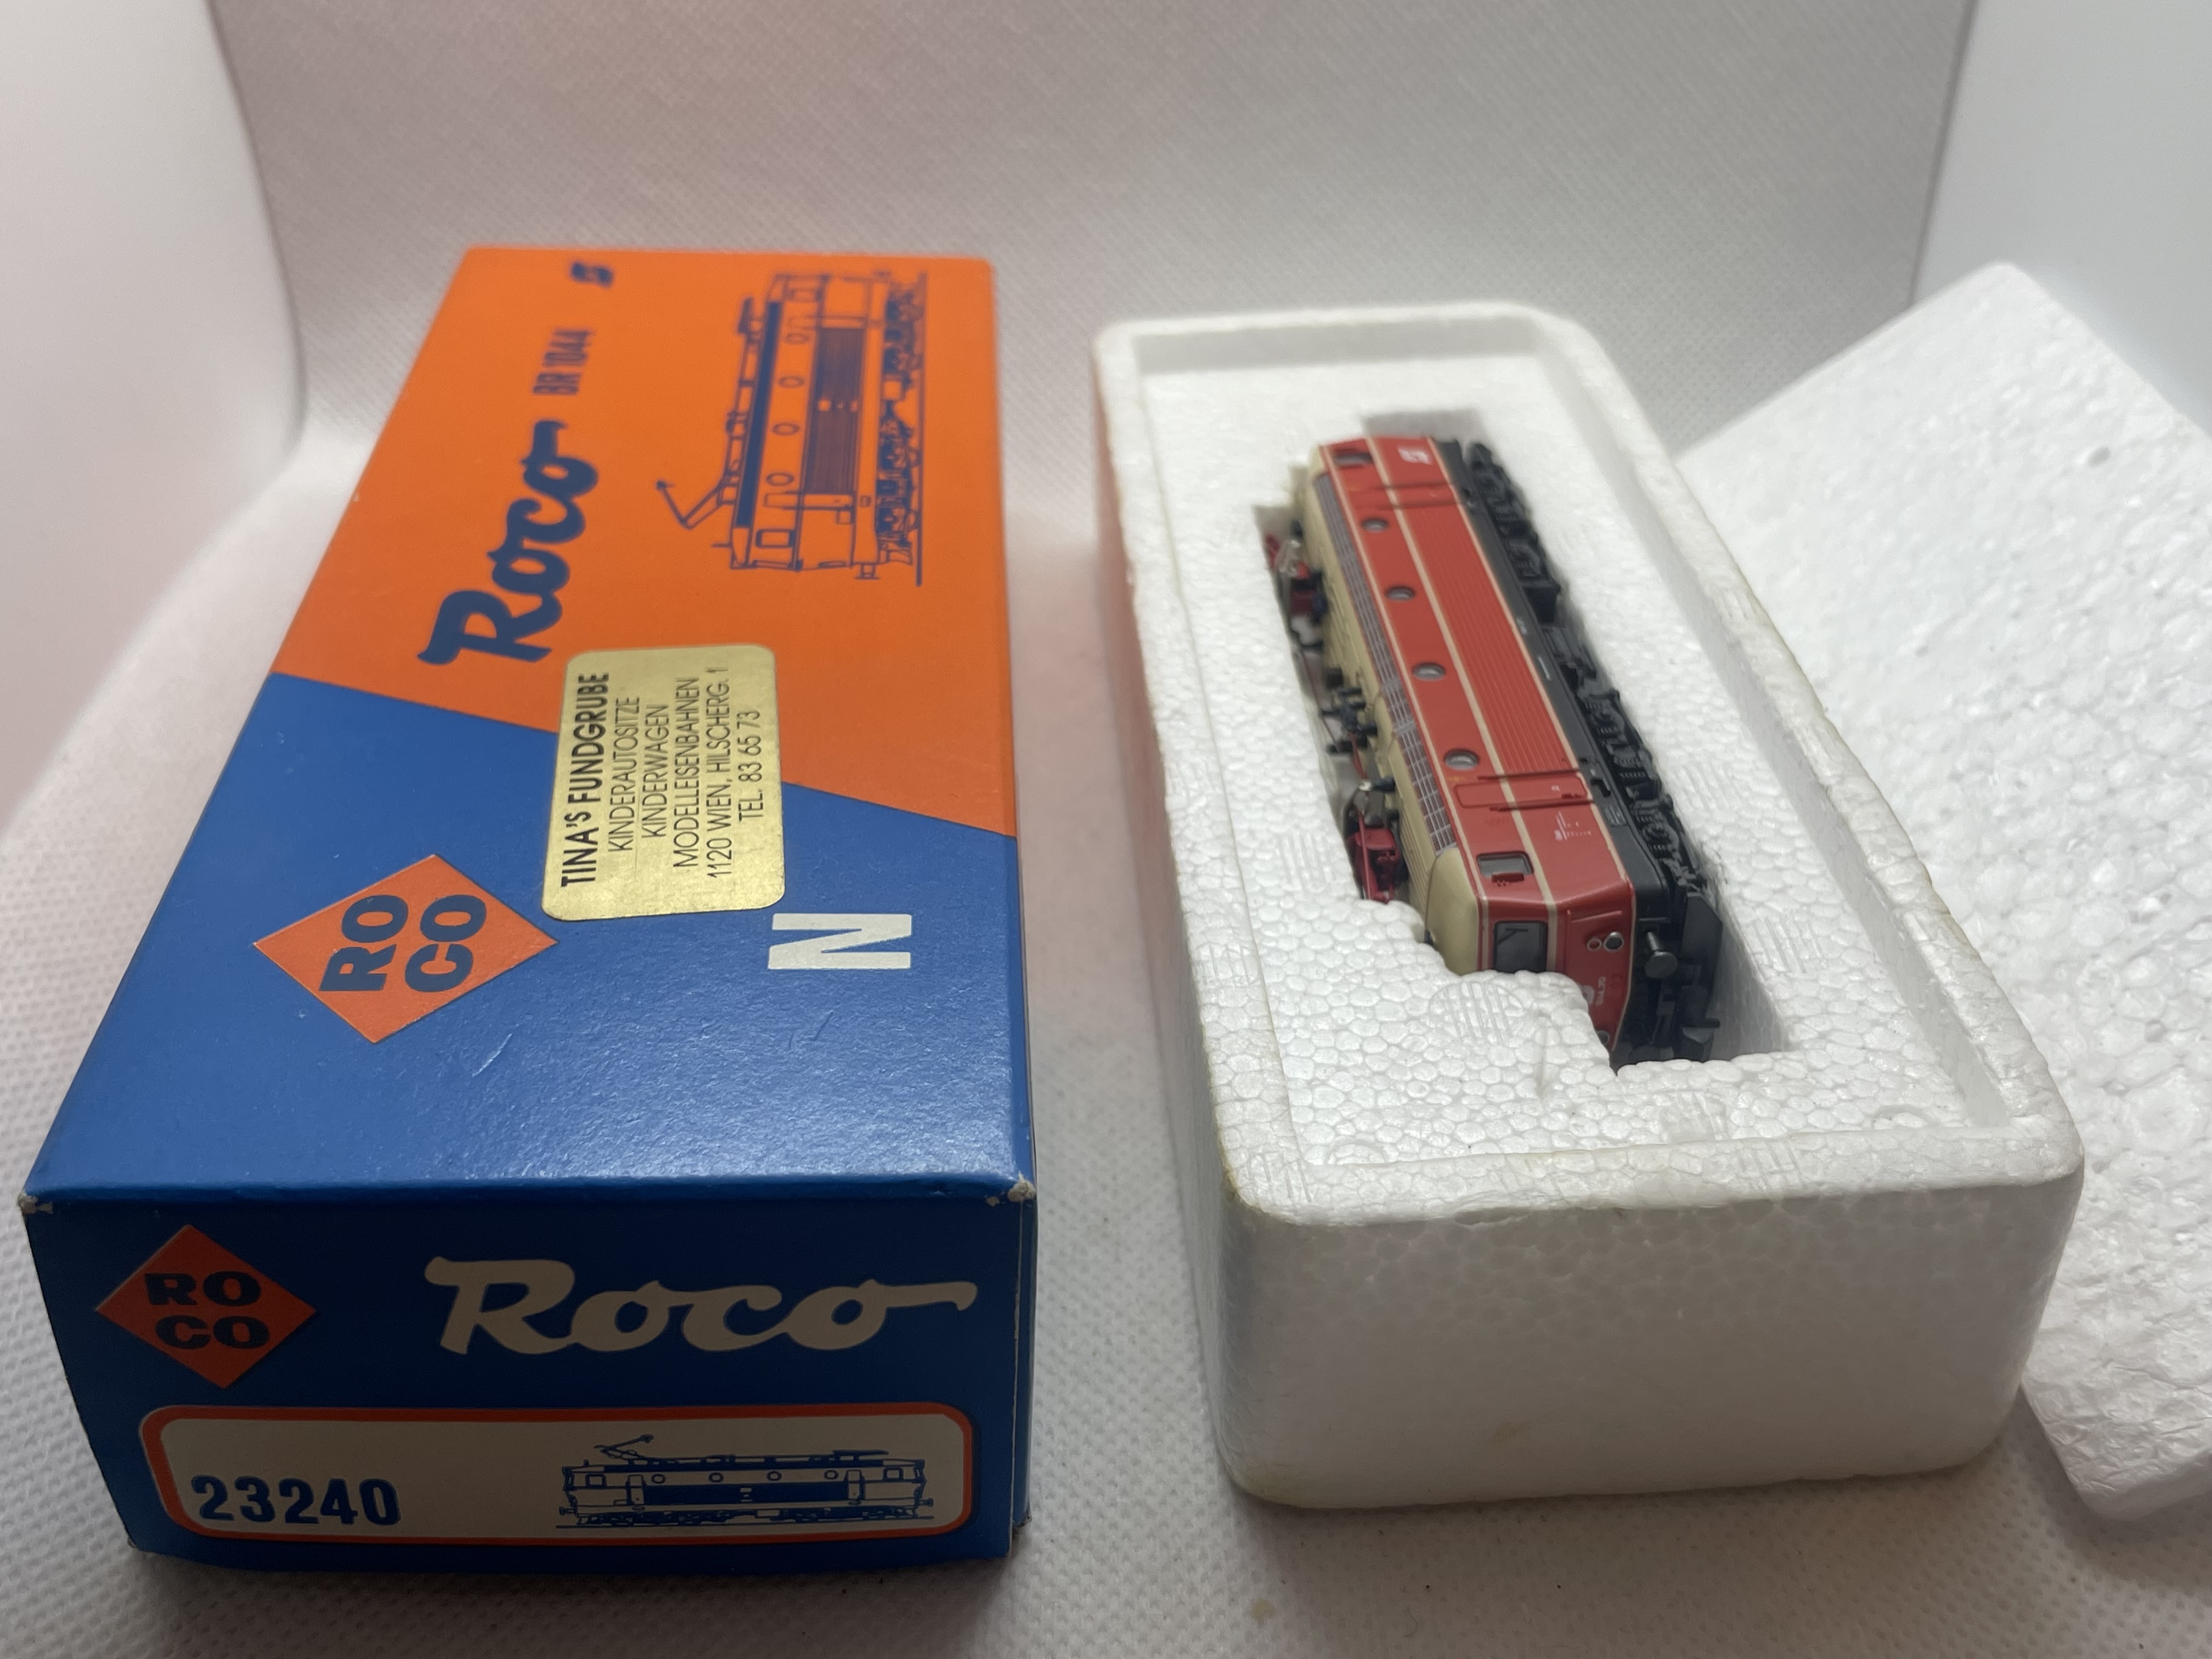 Roco BR 1044
TINA'S FUNDGRUBE
KINDERAUTOSITZE
KINDERWAGEN
MODELLEISENBAHNEN
1120 WIEN, HILSCHERG. 1
TEL. 83 65 73
RO
CO
N
RO
CO
Roco
23240